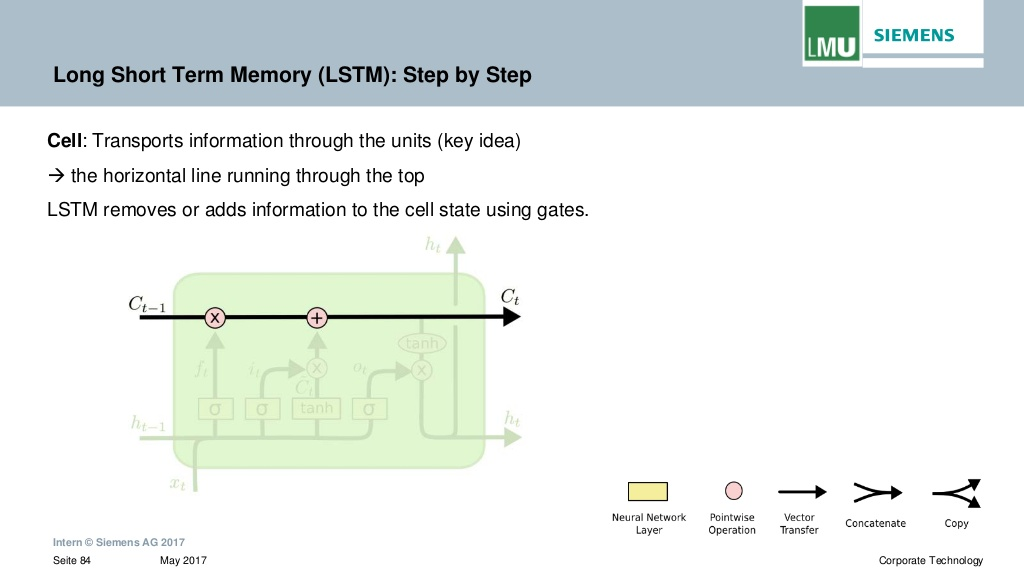 LMU
SIEMENS
Long Short Term Memory (LSTM): Step by Step
Cell: Transports information through the units (key idea)
→ the horizontal line running through the top
LSTM removes or adds information to the cell state using gates.
hₜ
Cₜ₋₁
Cₜ
x
+
tanh
fₜ
iₜ
x
oₜ
x
C̃ₜ
σ
σ
tanh
σ
hₜ₋₁
hₜ
xₜ
Neural Network
Layer
Pointwise
Operation
Vector
Transfer
Concatenate
Copy
Intern © Siemens AG 2017
Seite 84
May 2017
Corporate Technology